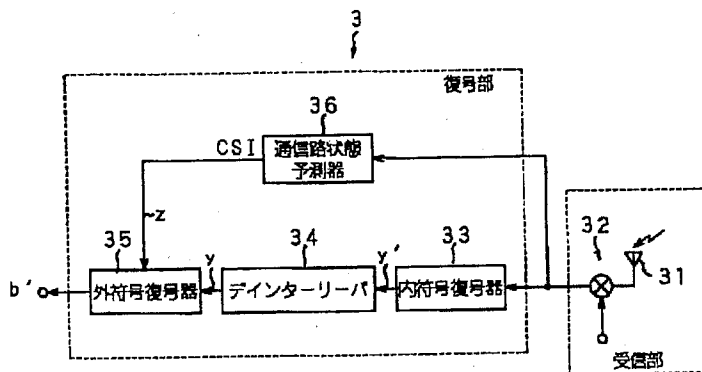 3
復号部
36
CSI
通信路状態
予測器
z
35
y
34
y'
33
32
31
b'
外符号復号器
デインターリーバ
内符号復号器
受信部